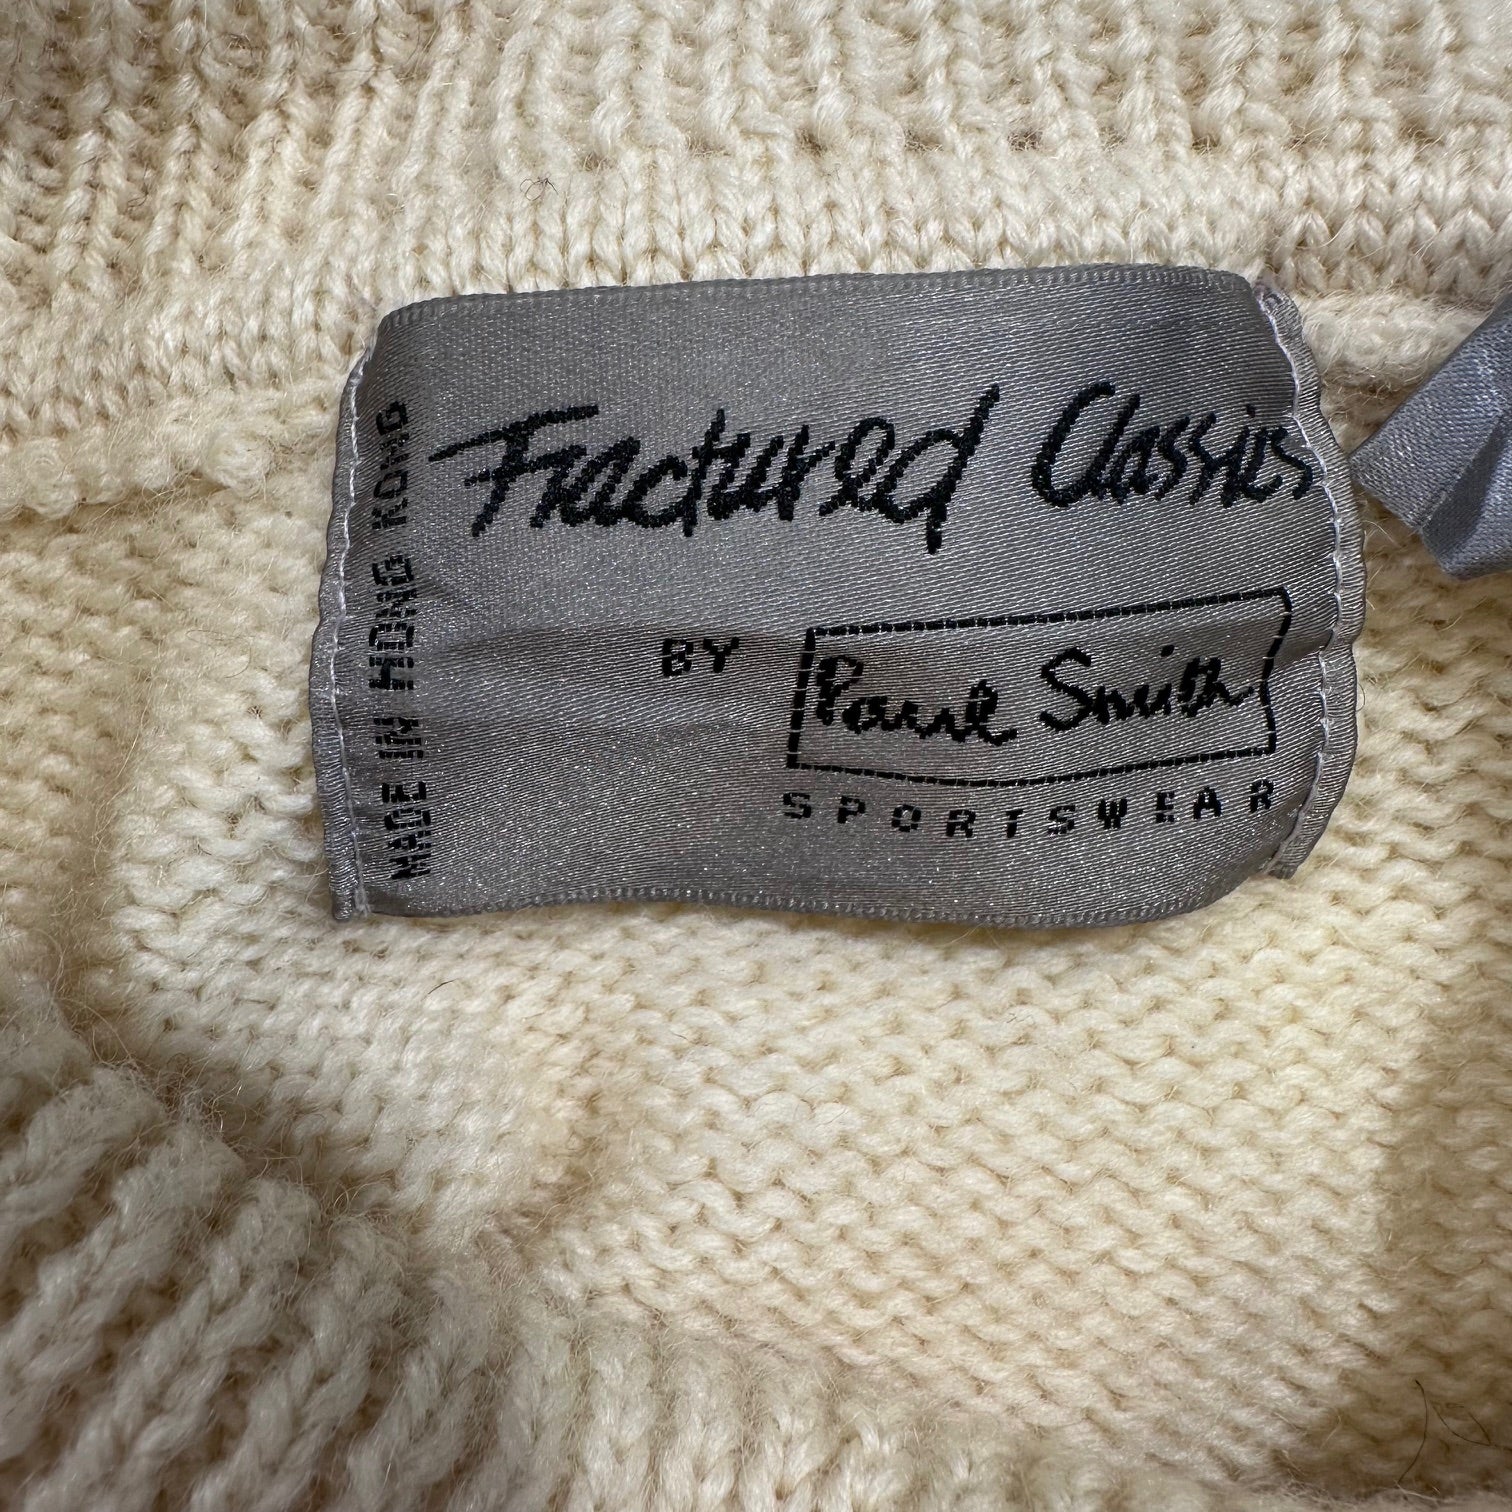 Fractured Classics
BY Paul Smith
SPORTSWEAR
MADE IN HONG KONG